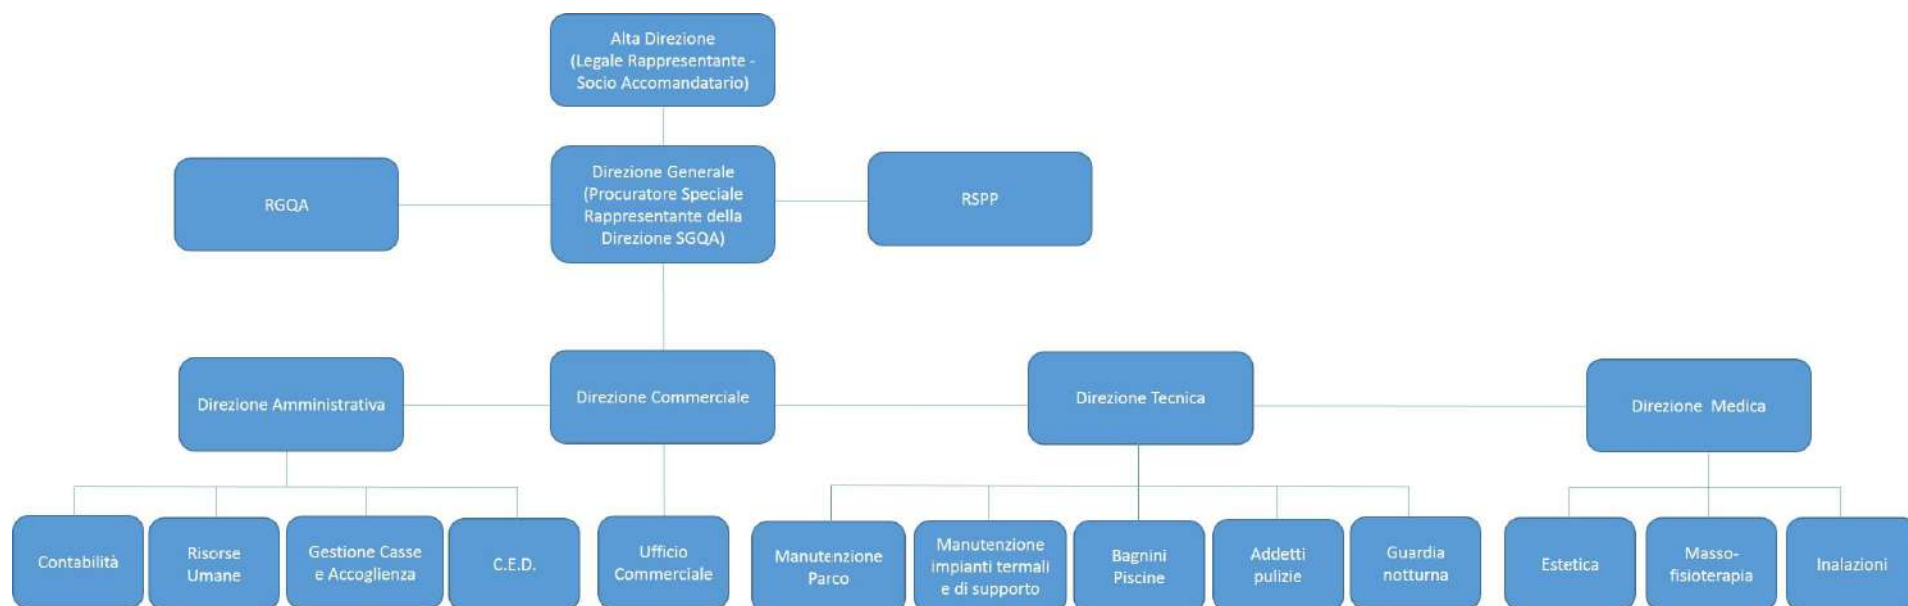 Alta Direzione
(Legale Rappresentante -
Socio Accomandatario)
RGQA
Direzione Generale
(Procuratore Speciale
Rappresentante della
Direzione SGQA)
RSPP
Direzione Amministrativa
Direzione Commerciale
Direzione Tecnica
Direzione Medica
Contabilità
Risorse
Umane
Gestione Casse
e Accoglienza
C.E.D.
Ufficio
Commerciale
Manutenzione
Parco
Manutenzione
impianti termali
e di supporto
Bagnini
Piscine
Addetti
pulizie
Guardia
notturna
Estetica
Masso-
fisioterapia
Inalazioni